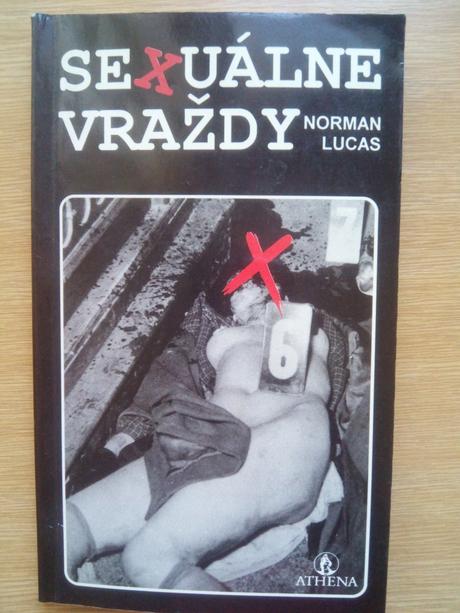 SEXUÁLNE
VRAŽDY
NORMAN
LUCAS
7
6
ATHENA